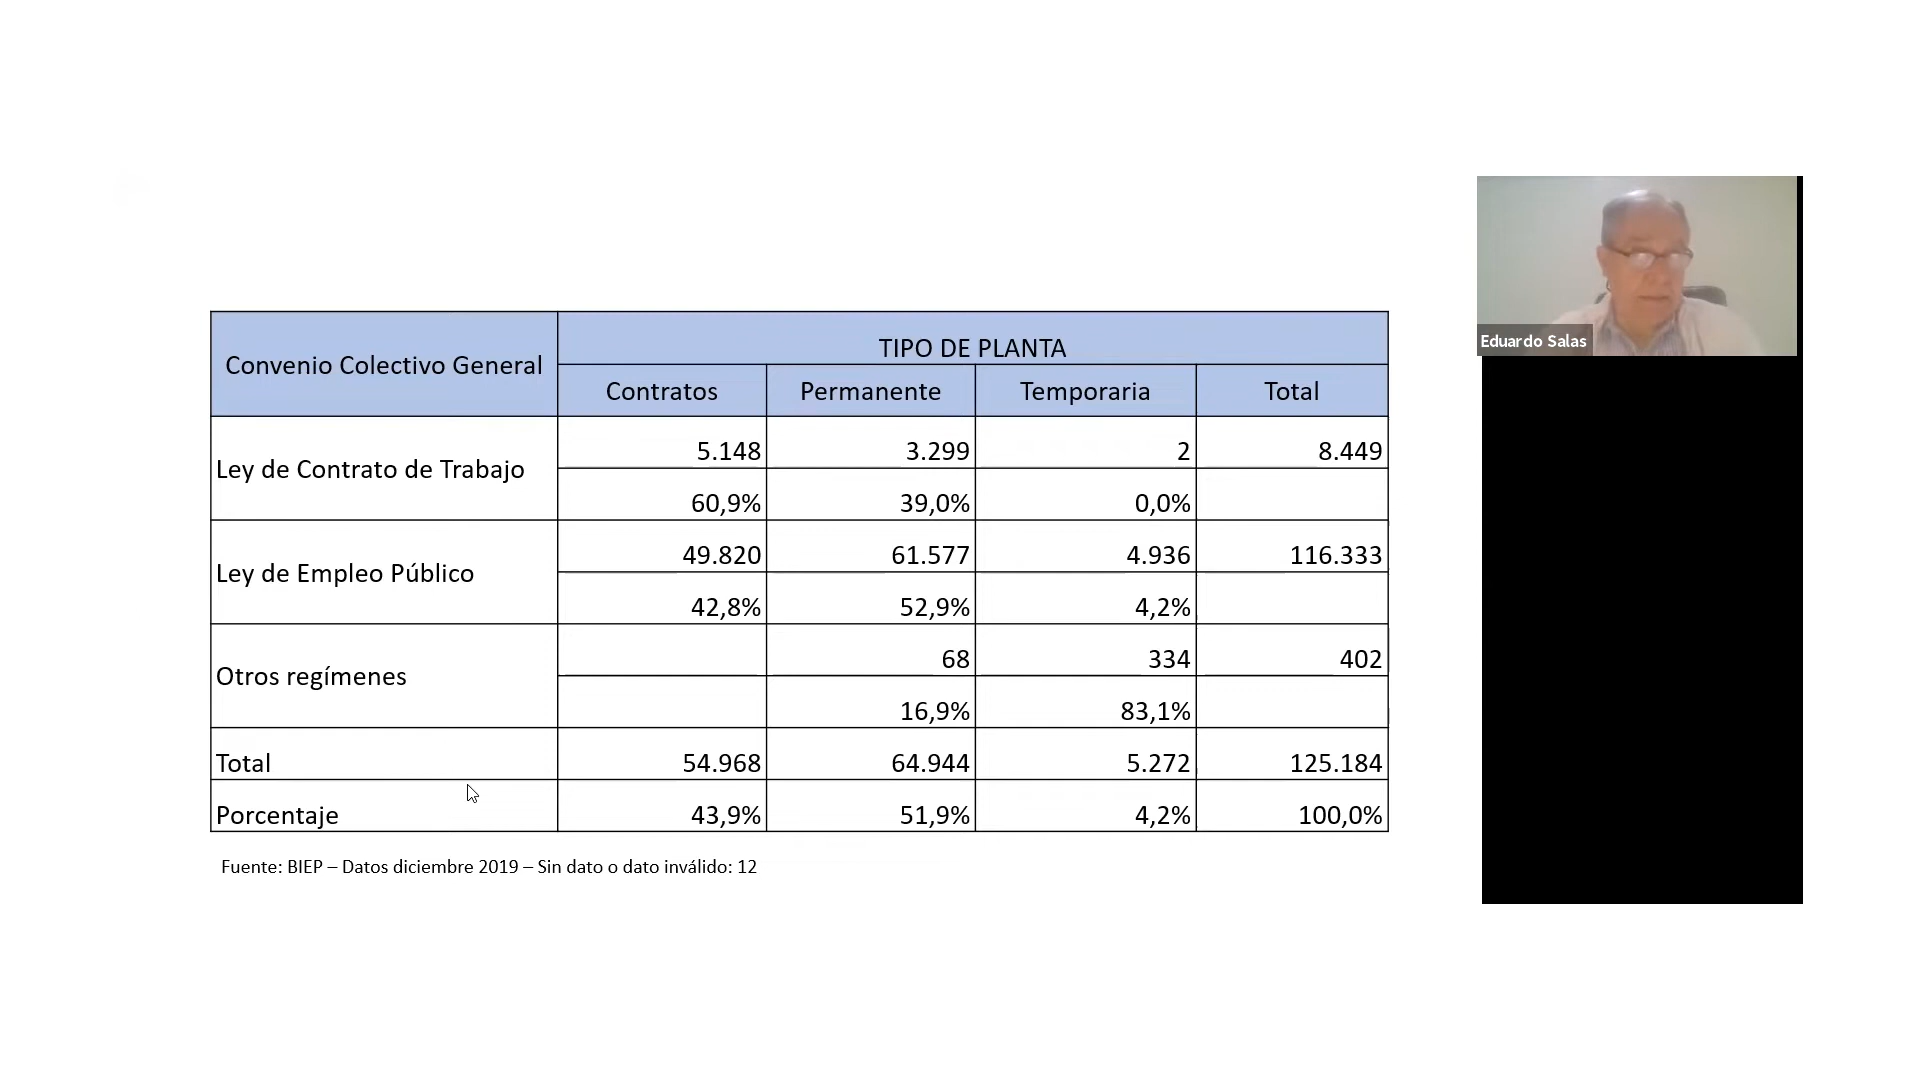 Convenio Colectivo General
TIPO DE PLANTA
Contratos Permanente Temporaria Total
Ley de Contrato de Trabajo
5.148 3.299 2 8.449
60,9% 39,0% 0,0%
Ley de Empleo Público
49.820 61.577 4.936 116.333
42,8% 52,9% 4,2%
Otros regímenes
68 334 402
16,9% 83,1%
Total 54.968 64.944 5.272 125.184
Porcentaje 43,9% 51,9% 4,2% 100,0%
Fuente: BIEP – Datos diciembre 2019 – Sin dato o dato inválido: 12
Eduardo Salas